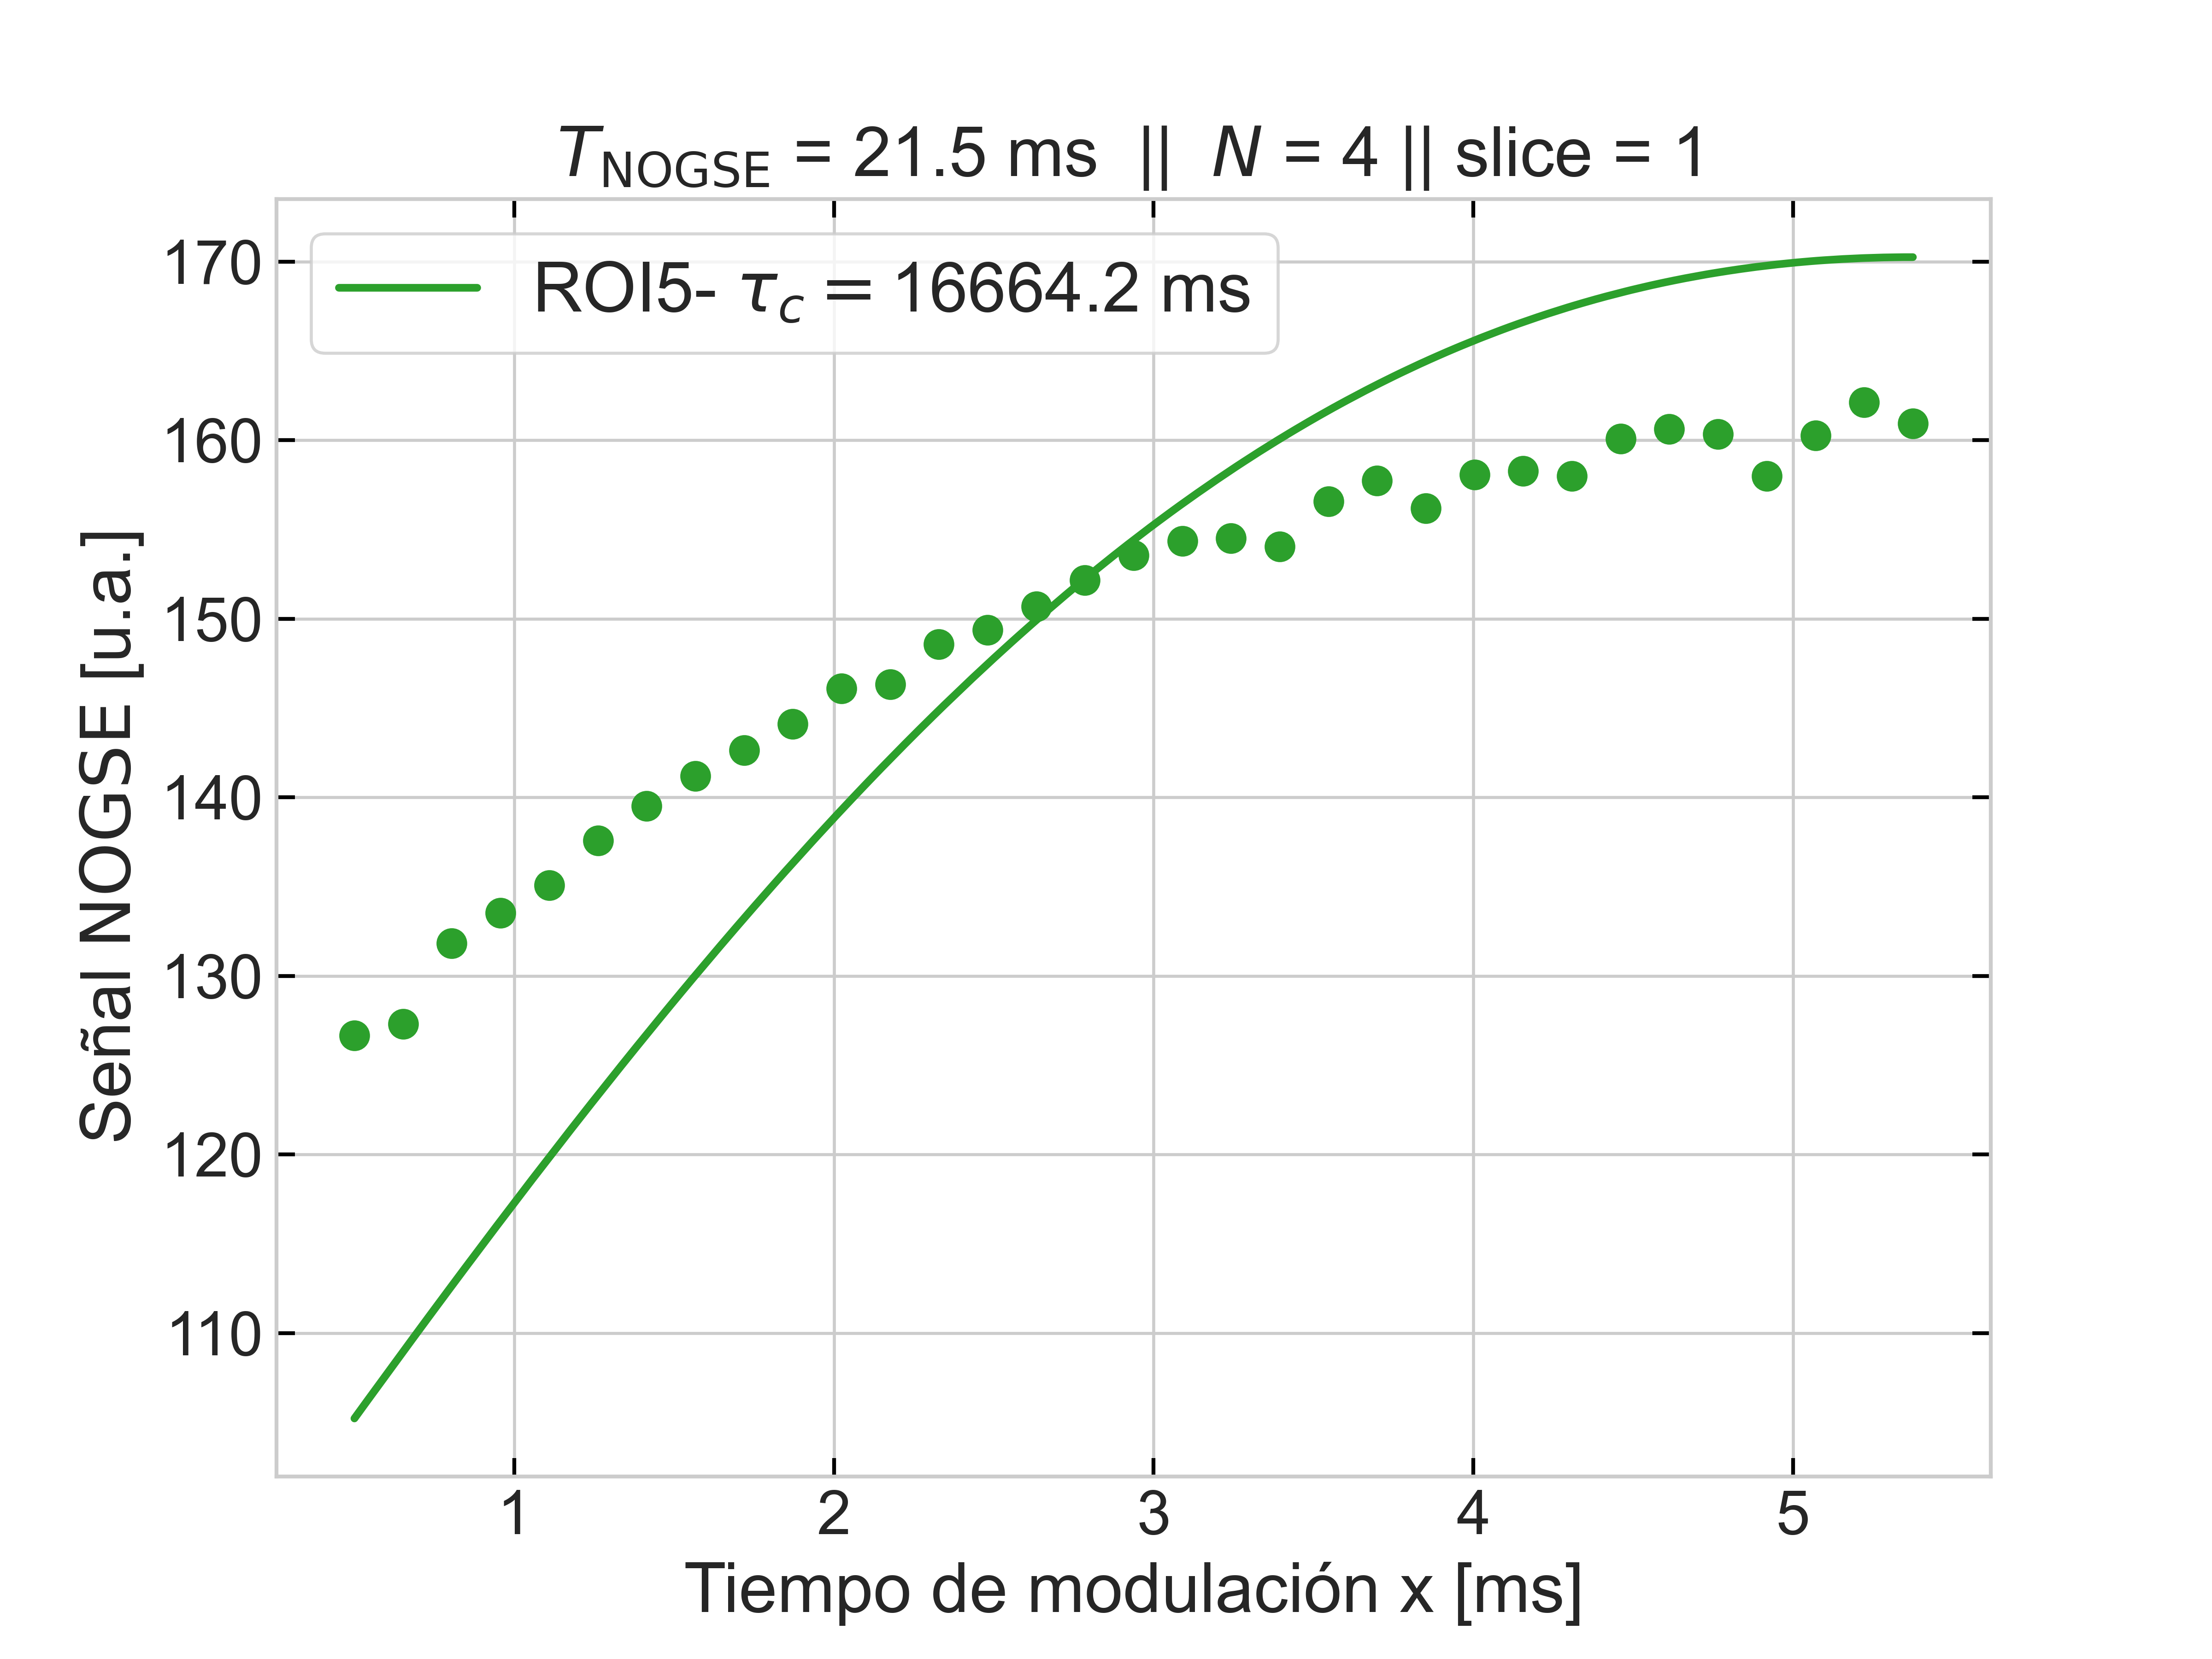 T_NOGSE = 21.5 ms || N = 4 || slice = 1
ROI5- τ_c = 16664.2 ms
Señal NOGSE [u.a.]
170
160
150
140
130
120
110
1 2 3 4 5
Tiempo de modulación x [ms]